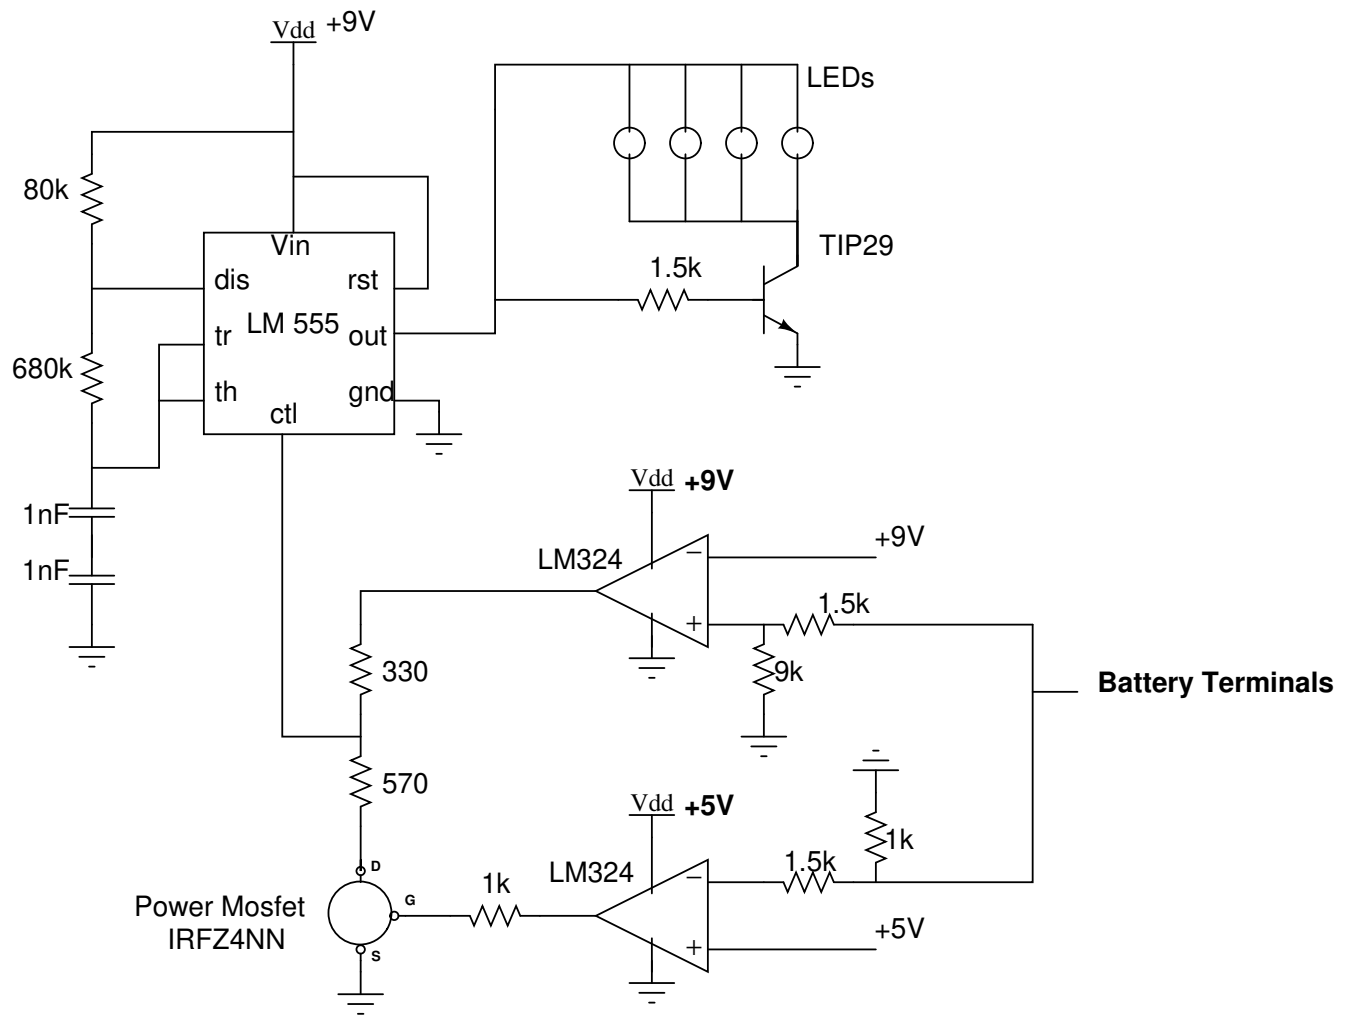 Vdd +9V
LEDs
80k
Vin
TIP29
1.5k
dis
rst
LM 555
tr
out
680k
th
gnd
ctl
Vdd +9V
1nF
+9V
LM324
−
1nF
1.5k
+
330
9k
Battery Terminals
570
Vdd +5V
1k
1.5k
LM324
D
1k
−
G
Power Mosfet
IRFZ4NN
+5V
+
S